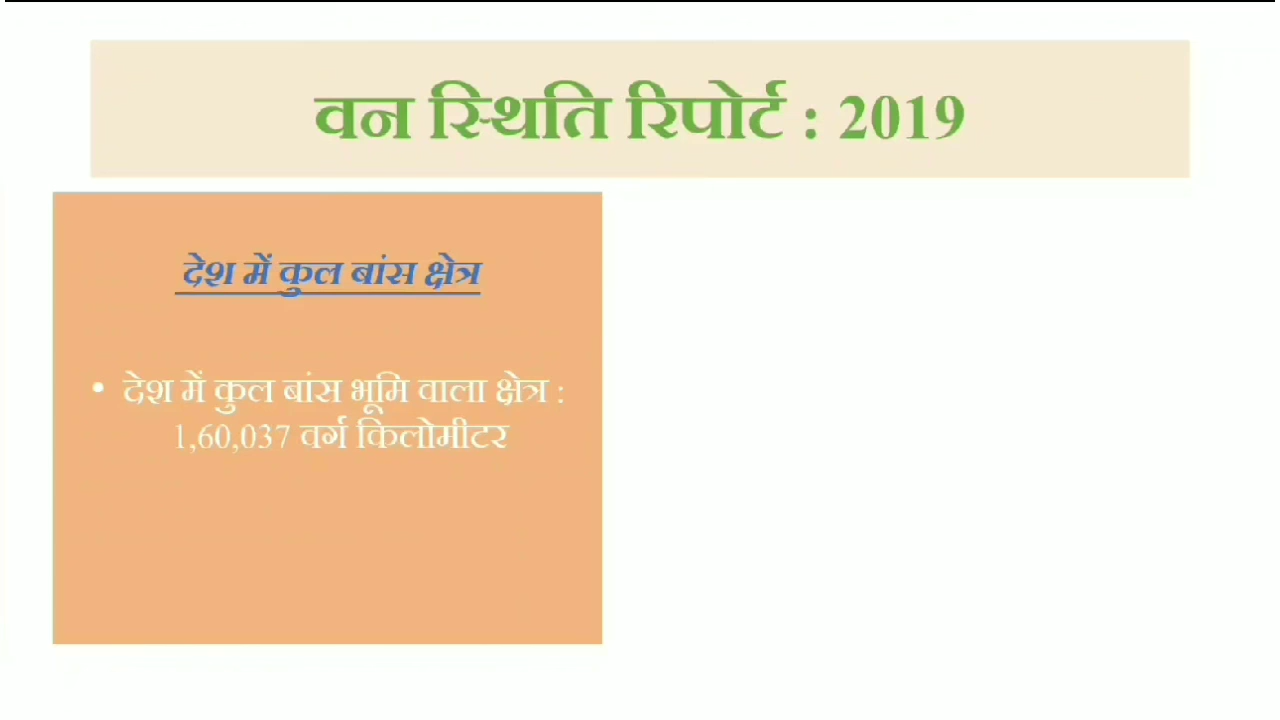 वन स्थिति रिपोर्ट : 2019
देश में कुल बांस क्षेत्र
• देश में कुल बांस भूमि वाला क्षेत्र :
1,60,037 वर्ग किलोमीटर